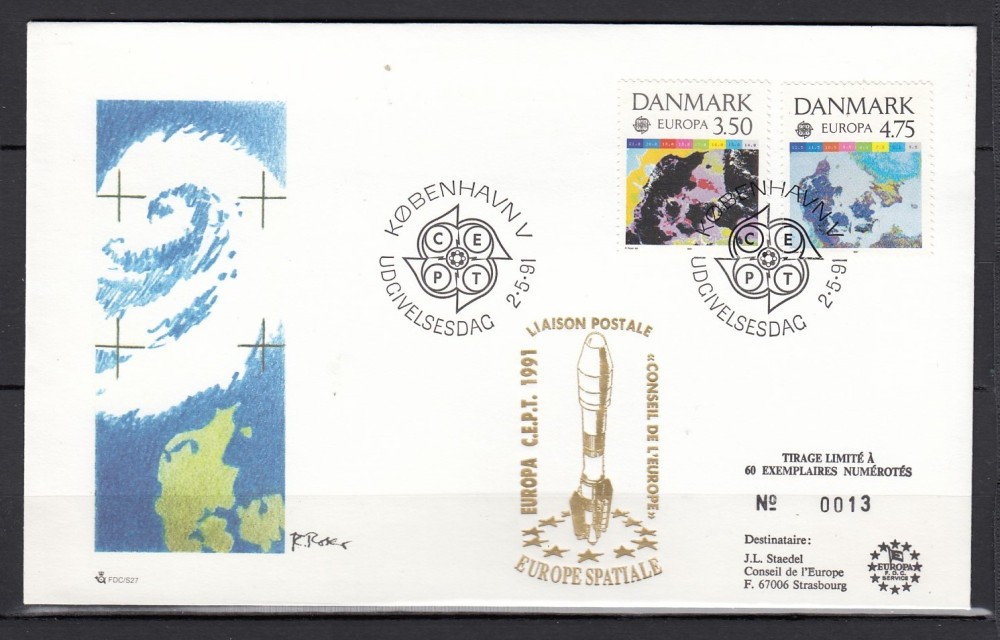 DANMARK
EUROPA 3.50
DANMARK
EUROPA 4.75
KØBENHAVN V
C E P T
2·5·91
UDGIVELSESDAG
KØBENHAVN V
C E P T
2·5·91
UDGIVELSESDAG
LIAISON POSTALE
EUROPA C.E.P.T. 1991
«CONSEIL DE L'EUROPE»
EUROPE SPATIALE
TIRAGE LIMITÉ À
60 EXEMPLAIRES NUMÉROTÉS
No 0013
Destinataire:
J.L. Staedel
Conseil de l'Europe
F. 67006 Strasbourg
EUROPA
F.D.C.
SERVICE
FDC/S27